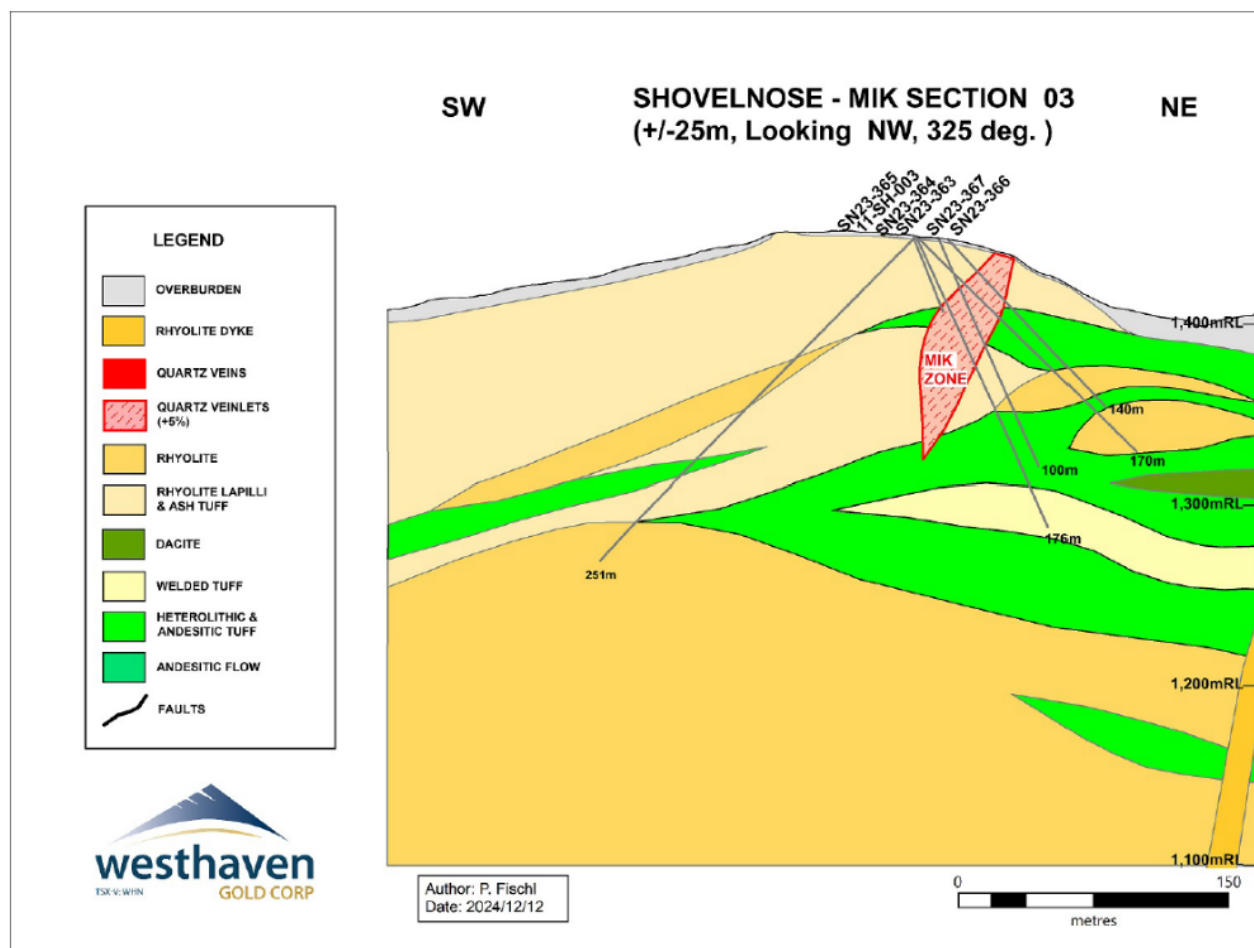 SW
SHOVELNOSE - MIK SECTION 03
(+/-25m, Looking NW, 325 deg. )
NE
SN23-365
11-SH-003
SN23-364
SN23-363
SN23-367
SN23-366
LEGEND
OVERBURDEN
RHYOLITE DYKE
QUARTZ VEINS
QUARTZ VEINLETS
(+5%)
RHYOLITE
RHYOLITE LAPILLI
& ASH TUFF
DACITE
WELDED TUFF
HETEROLITHIC &
ANDESITIC TUFF
ANDESITIC FLOW
FAULTS
1,400mRL
MIK
ZONE
140m
170m
100m
1,300mRL
176m
251m
1,200mRL
1,100mRL
westhaven
TSX-V: WHN
GOLD CORP
Author: P. Fischl
Date: 2024/12/12
0
150
metres